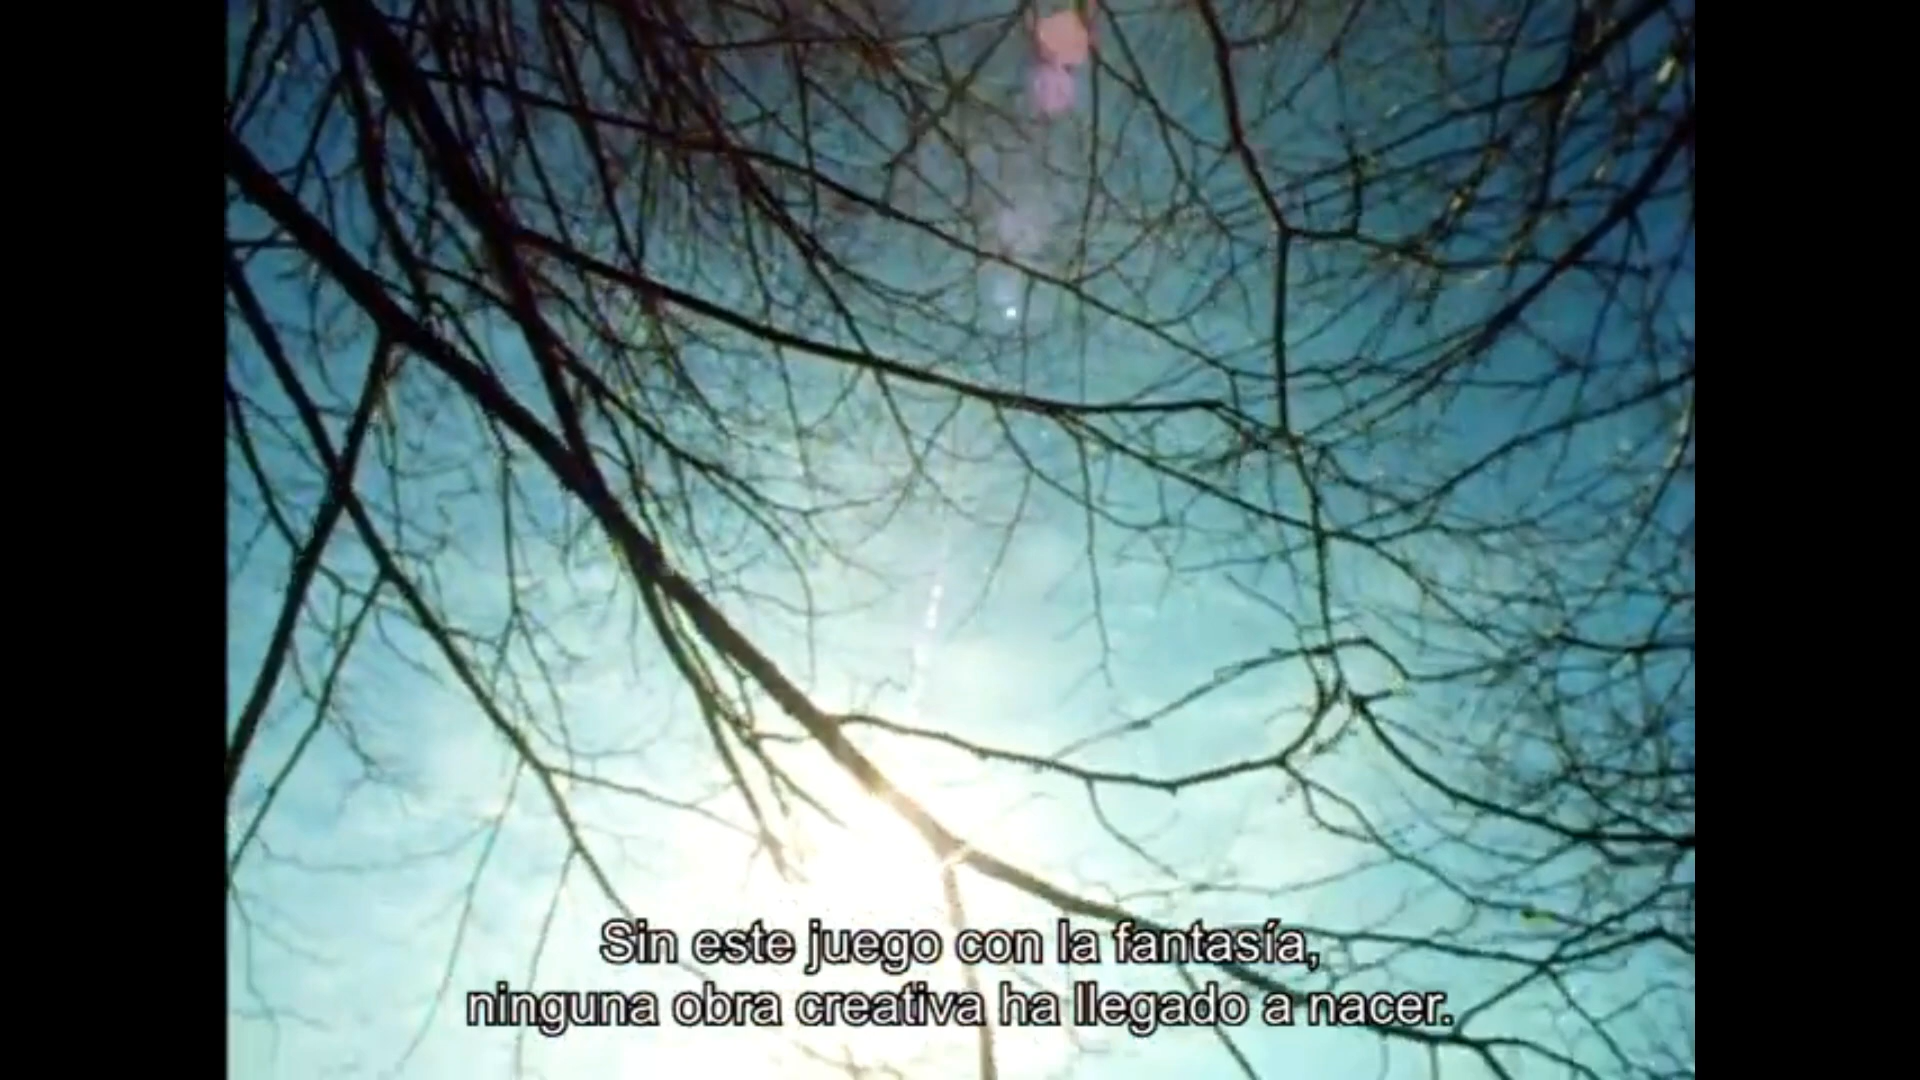 Sin este juego con la fantasía,
ninguna obra creativa ha llegado a nacer.